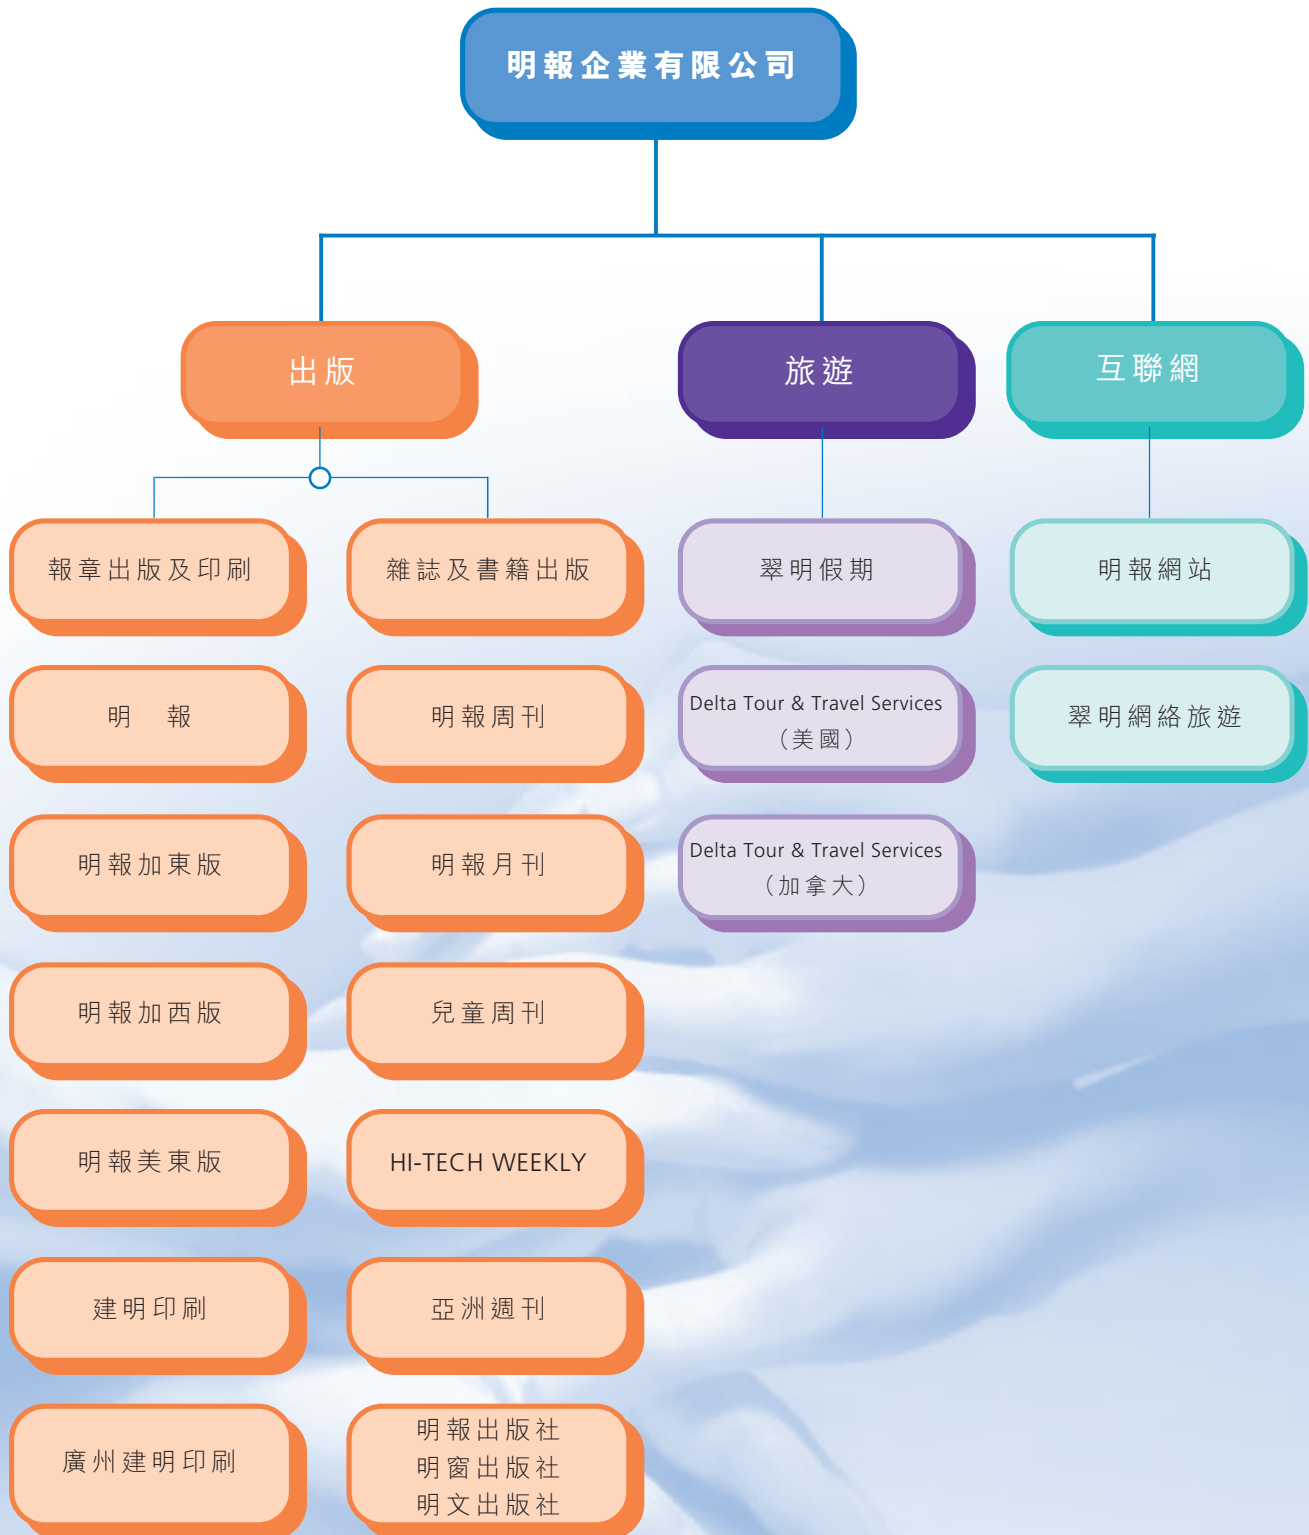 明報企業有限公司
出版
旅遊
互聯網
報章出版及印刷
雜誌及書籍出版
翠明假期
明報網站
明　報
明報周刊
Delta Tour & Travel Services
（美國）
翠明網絡旅遊
明報加東版
明報月刊
Delta Tour & Travel Services
（加拿大）
明報加西版
兒童周刊
明報美東版
HI-TECH WEEKLY
建明印刷
亞洲週刊
廣州建明印刷
明報出版社
明窗出版社
明文出版社